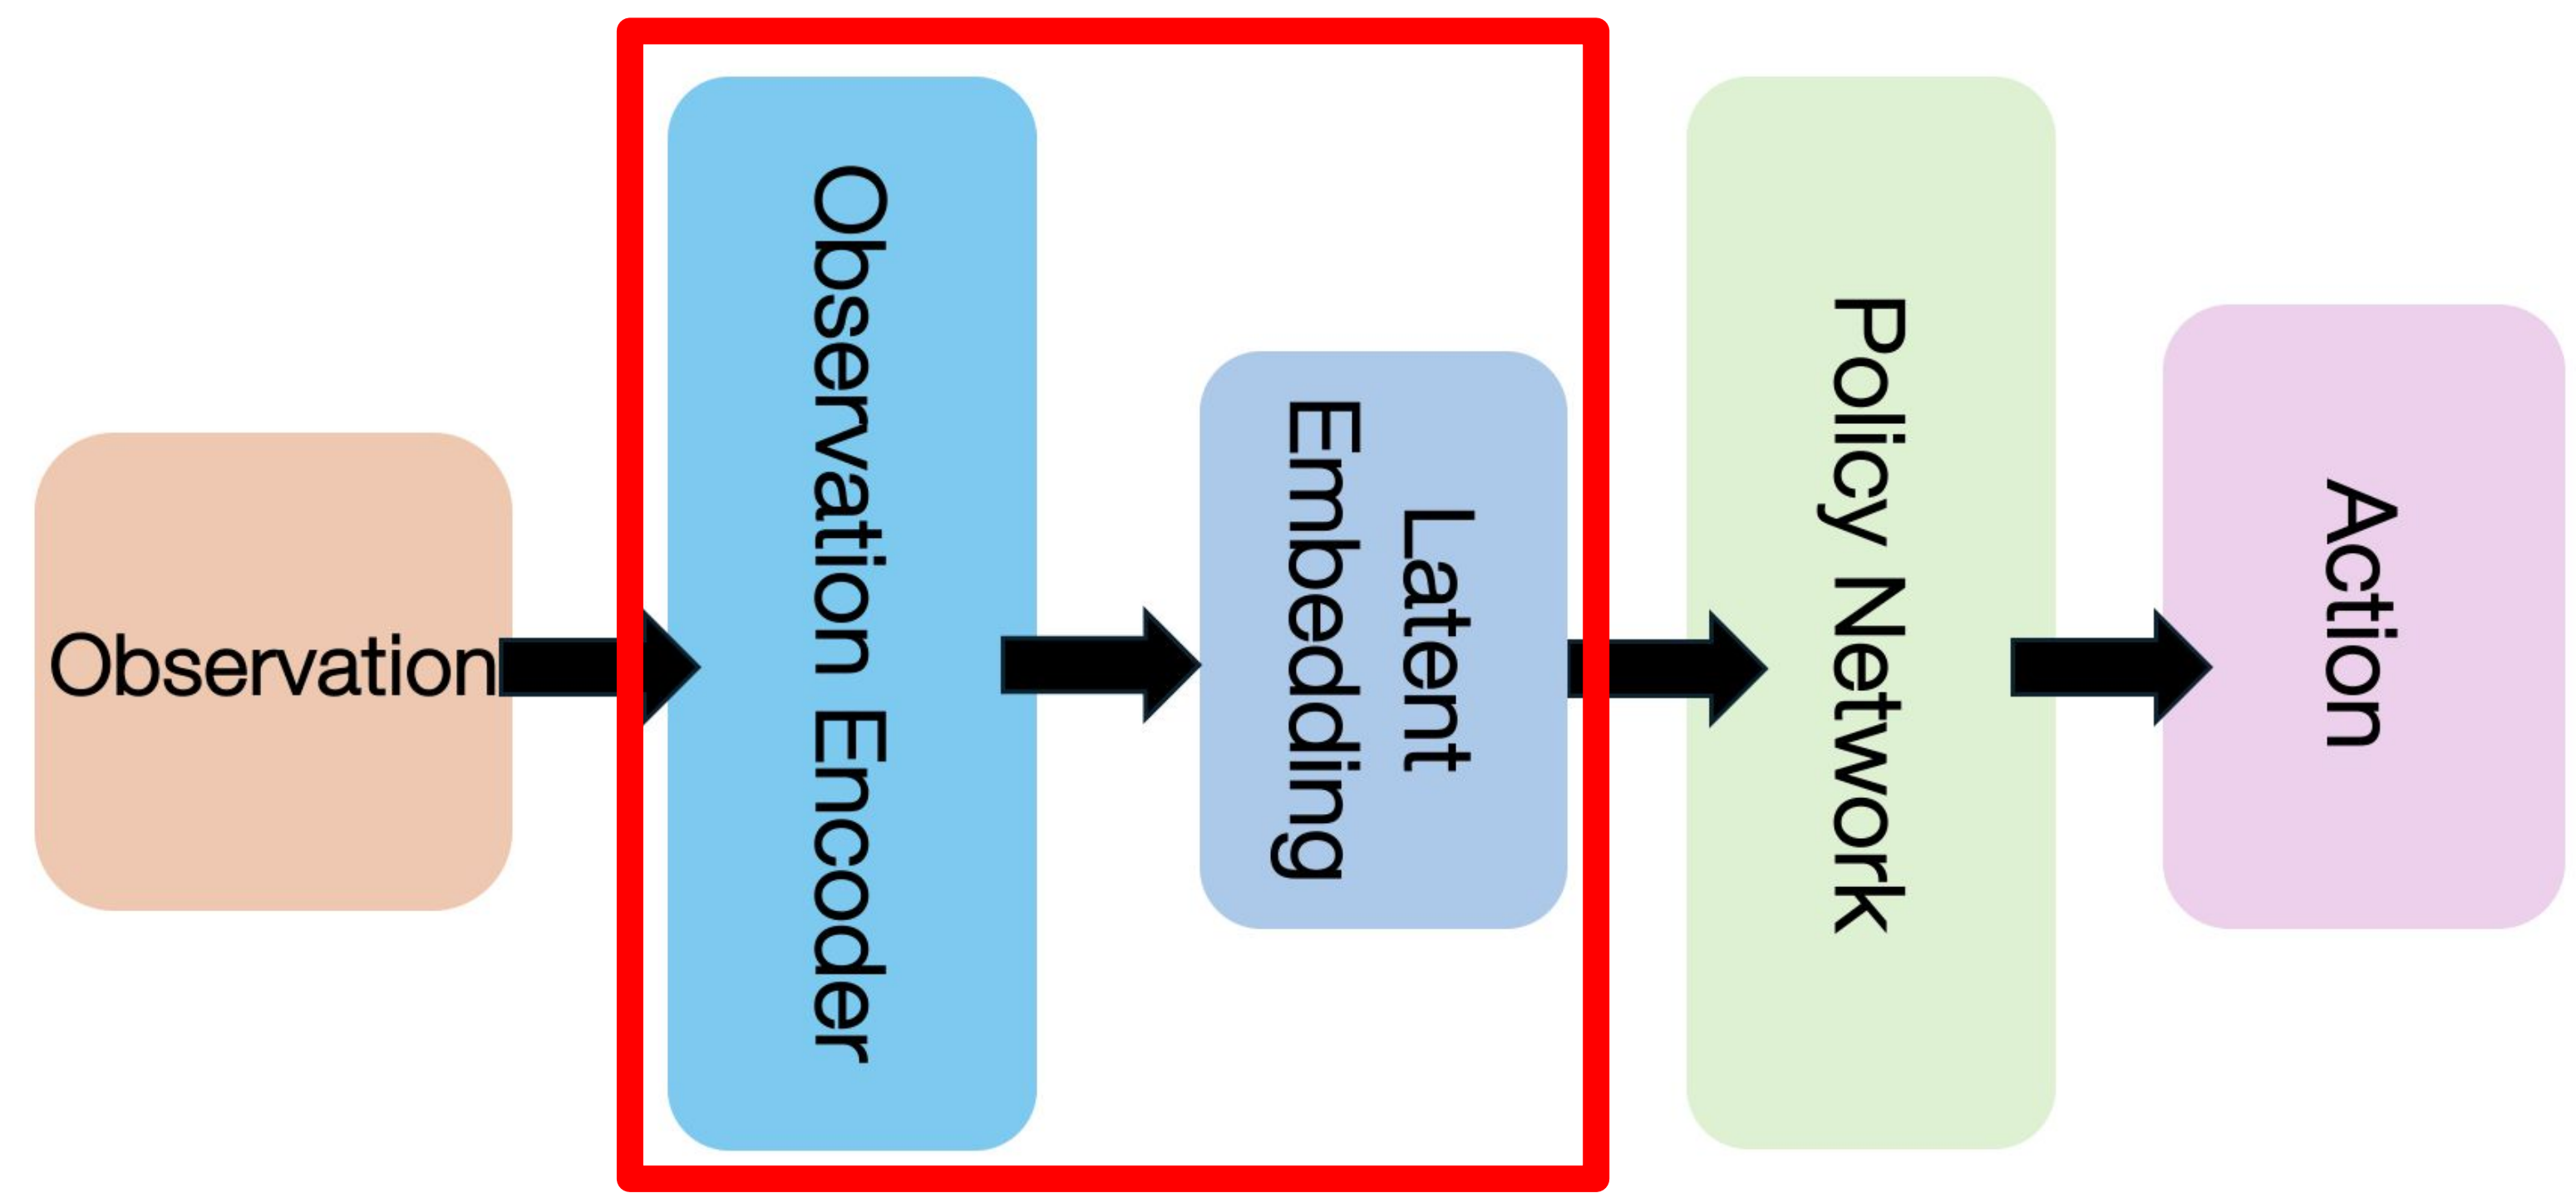 Observation
Observation Encoder
Latent
Embedding
Policy Network
Action